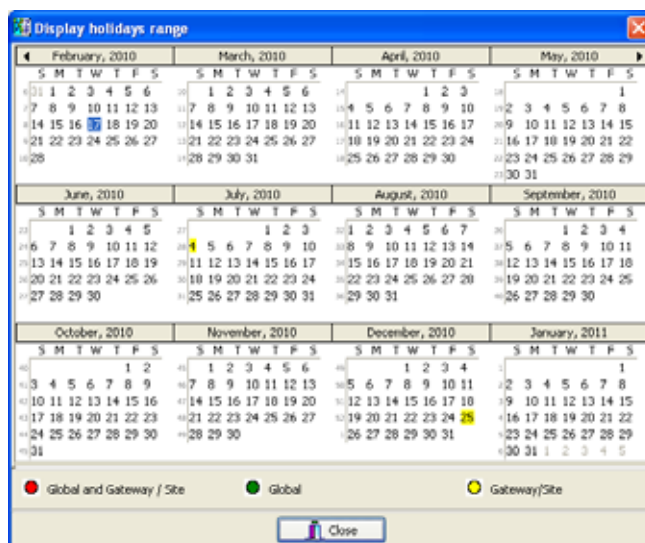 Display holidays range
February, 2010
S M T W T F S
31 1 2 3 4 5 6
7 8 9 10 11 12 13
14 15 16 17 18 19 20
21 22 23 24 25 26 27
28
March, 2010
S M T W T F S
1 2 3 4 5 6
7 8 9 10 11 12 13
14 15 16 17 18 19 20
21 22 23 24 25 26 27
28 29 30 31
April, 2010
S M T W T F S
1 2 3
4 5 6 7 8 9 10
11 12 13 14 15 16 17
18 19 20 21 22 23 24
25 26 27 28 29 30
May, 2010
S M T W T F S
1
2 3 4 5 6 7 8
9 10 11 12 13 14 15
16 17 18 19 20 21 22
23 24 25 26 27 28 29
30 31
June, 2010
S M T W T F S
1 2 3 4 5
6 7 8 9 10 11 12
13 14 15 16 17 18 19
20 21 22 23 24 25 26
27 28 29 30
July, 2010
S M T W T F S
1 2 3
4 5 6 7 8 9 10
11 12 13 14 15 16 17
18 19 20 21 22 23 24
25 26 27 28 29 30 31
August, 2010
S M T W T F S
1 2 3 4 5 6 7
8 9 10 11 12 13 14
15 16 17 18 19 20 21
22 23 24 25 26 27 28
29 30 31
September, 2010
S M T W T F S
1 2 3 4
5 6 7 8 9 10 11
12 13 14 15 16 17 18
19 20 21 22 23 24 25
26 27 28 29 30
October, 2010
S M T W T F S
1 2
3 4 5 6 7 8 9
10 11 12 13 14 15 16
17 18 19 20 21 22 23
24 25 26 27 28 29 30
31
November, 2010
S M T W T F S
1 2 3 4 5 6
7 8 9 10 11 12 13
14 15 16 17 18 19 20
21 22 23 24 25 26 27
28 29 30
December, 2010
S M T W T F S
1 2 3 4
5 6 7 8 9 10 11
12 13 14 15 16 17 18
19 20 21 22 23 24 25
26 27 28 29 30 31
January, 2011
S M T W T F S
1
2 3 4 5 6 7 8
9 10 11 12 13 14 15
16 17 18 19 20 21 22
23 24 25 26 27 28 29
30 31 1 2 3 4 5
Global and Gateway / Site
Global
Gateway/Site
Close